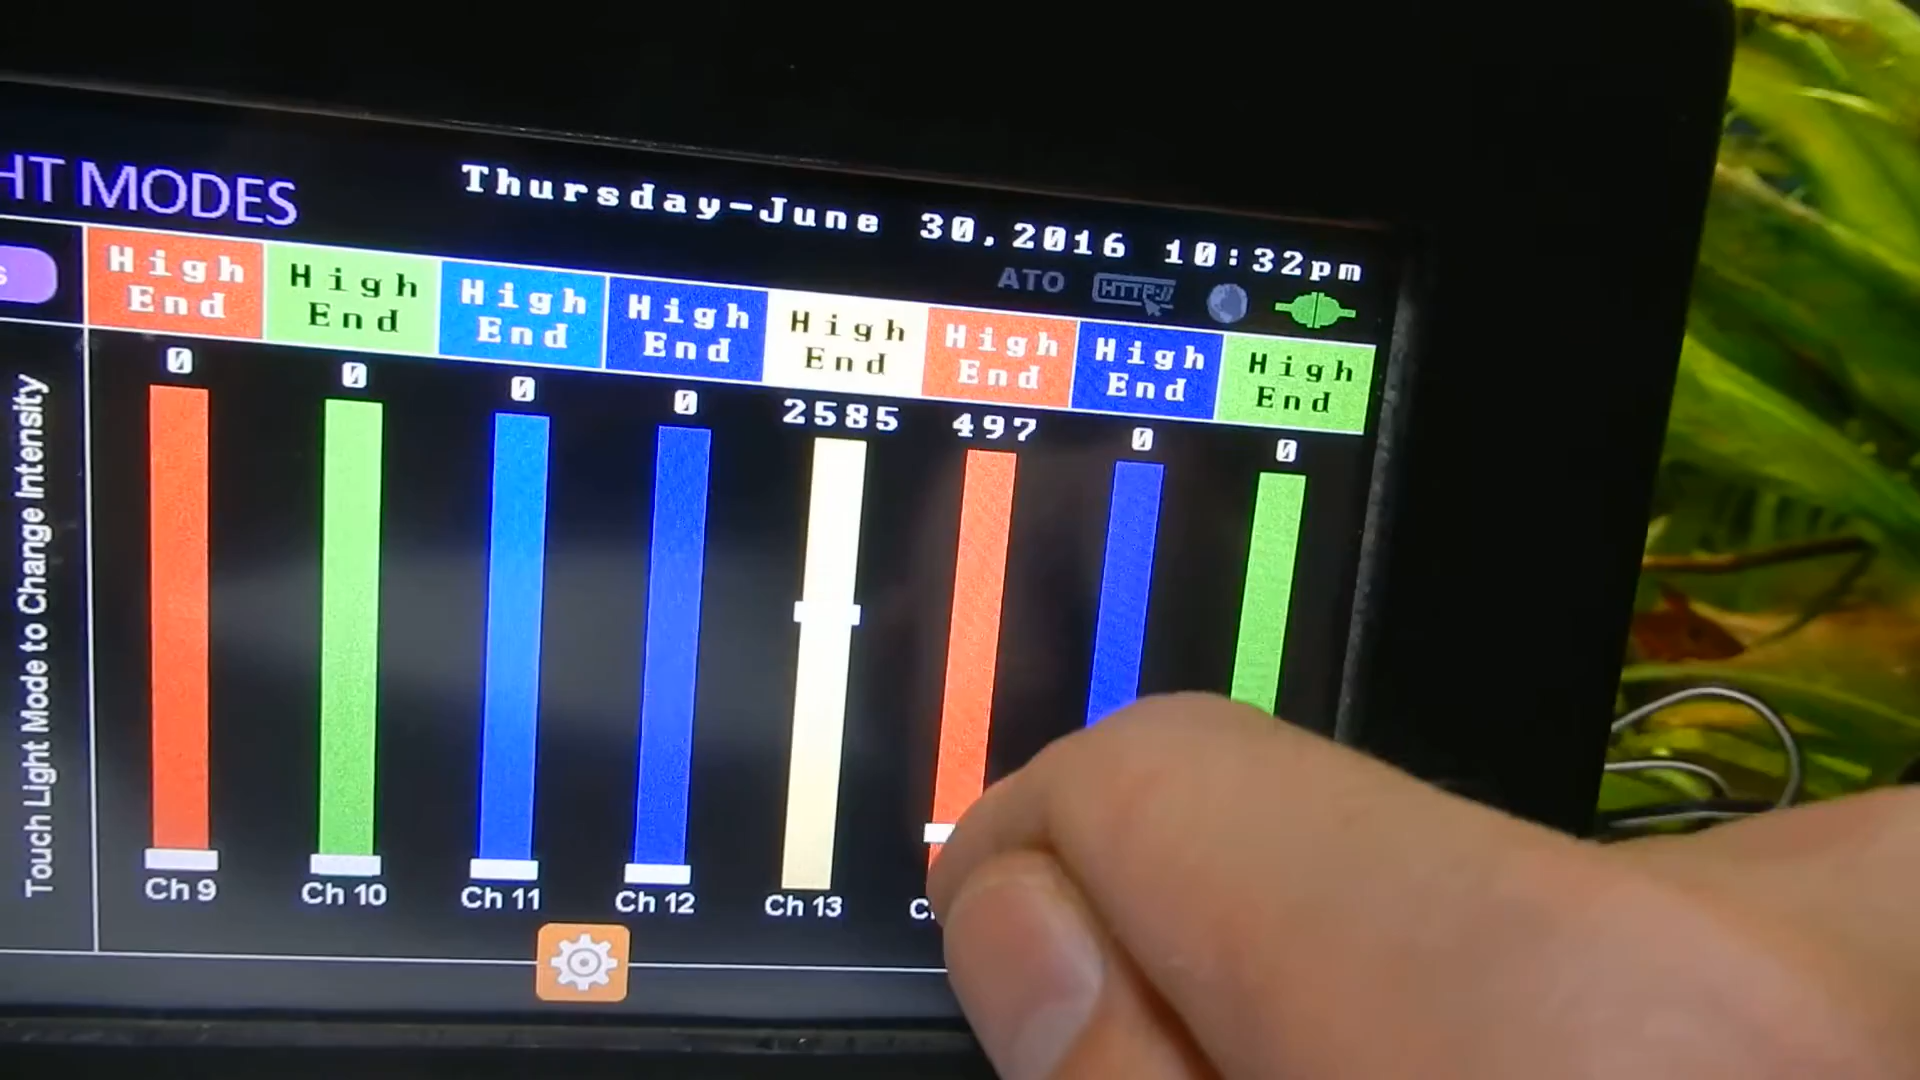 HT MODES
Thursday-June 30,2016 10:32pm
ATO HTTP://
s
High End
High End
High End
High End
High End
High End
High End
High End
0 0 0 0 2585 497 0 0
Touch Light Mode to Change Intensity
Ch 9 Ch 10 Ch 11 Ch 12 Ch 13 C